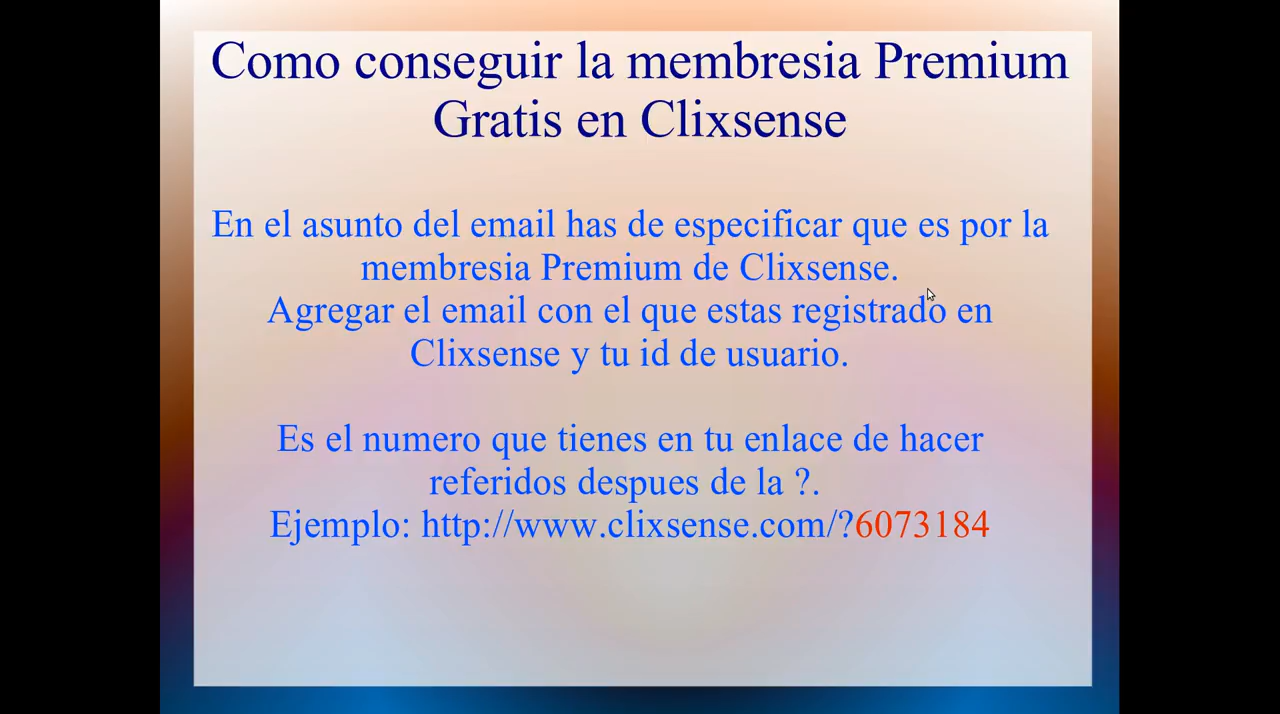 Como conseguir la membresia Premium
Gratis en Clixsense
En el asunto del email has de especificar que es por la
membresia Premium de Clixsense.
Agregar el email con el que estas registrado en
Clixsense y tu id de usuario.
Es el numero que tienes en tu enlace de hacer
referidos despues de la ?.
Ejemplo: http://www.clixsense.com/?6073184